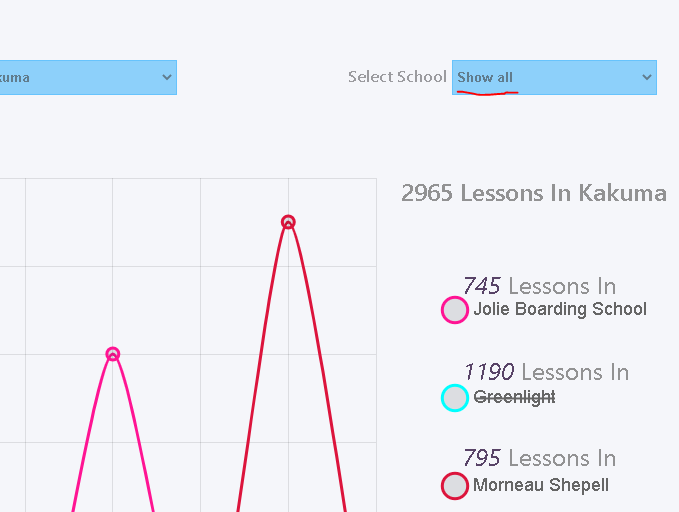 kuma
Select School
Show all
2965 Lessons In Kakuma
745 Lessons In
Jolie Boarding School
1190 Lessons In
Greenlight
795 Lessons In
Morneau Shepell